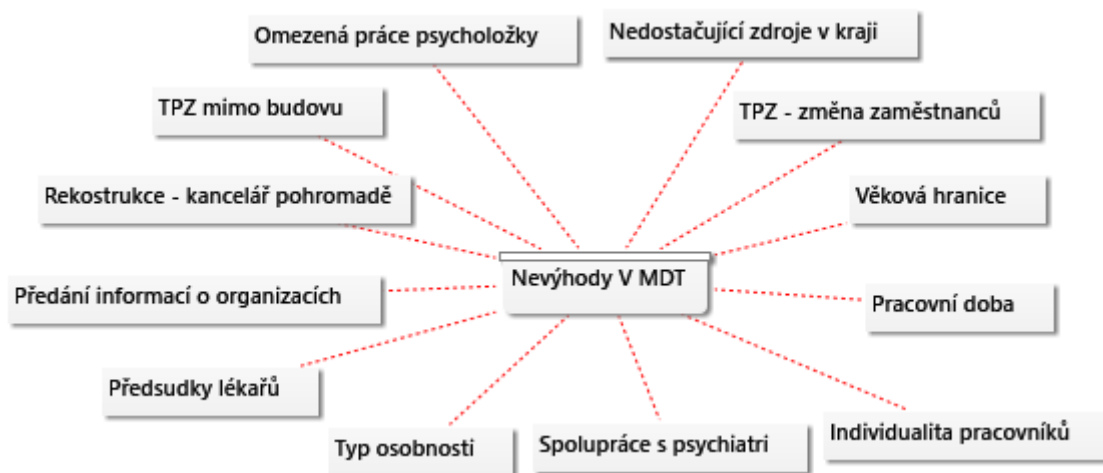 Omezená práce psycholožky
Nedostačující zdroje v kraji
TPZ mimo budovu
TPZ - změna zaměstnanců
Rekostrukce - kancelář pohromadě
Věková hranice
Nevýhody V MDT
Předání informací o organizacích
Pracovní doba
Předsudky lékařů
Typ osobnosti
Spolupráce s psychiatri
Individualita pracovníků